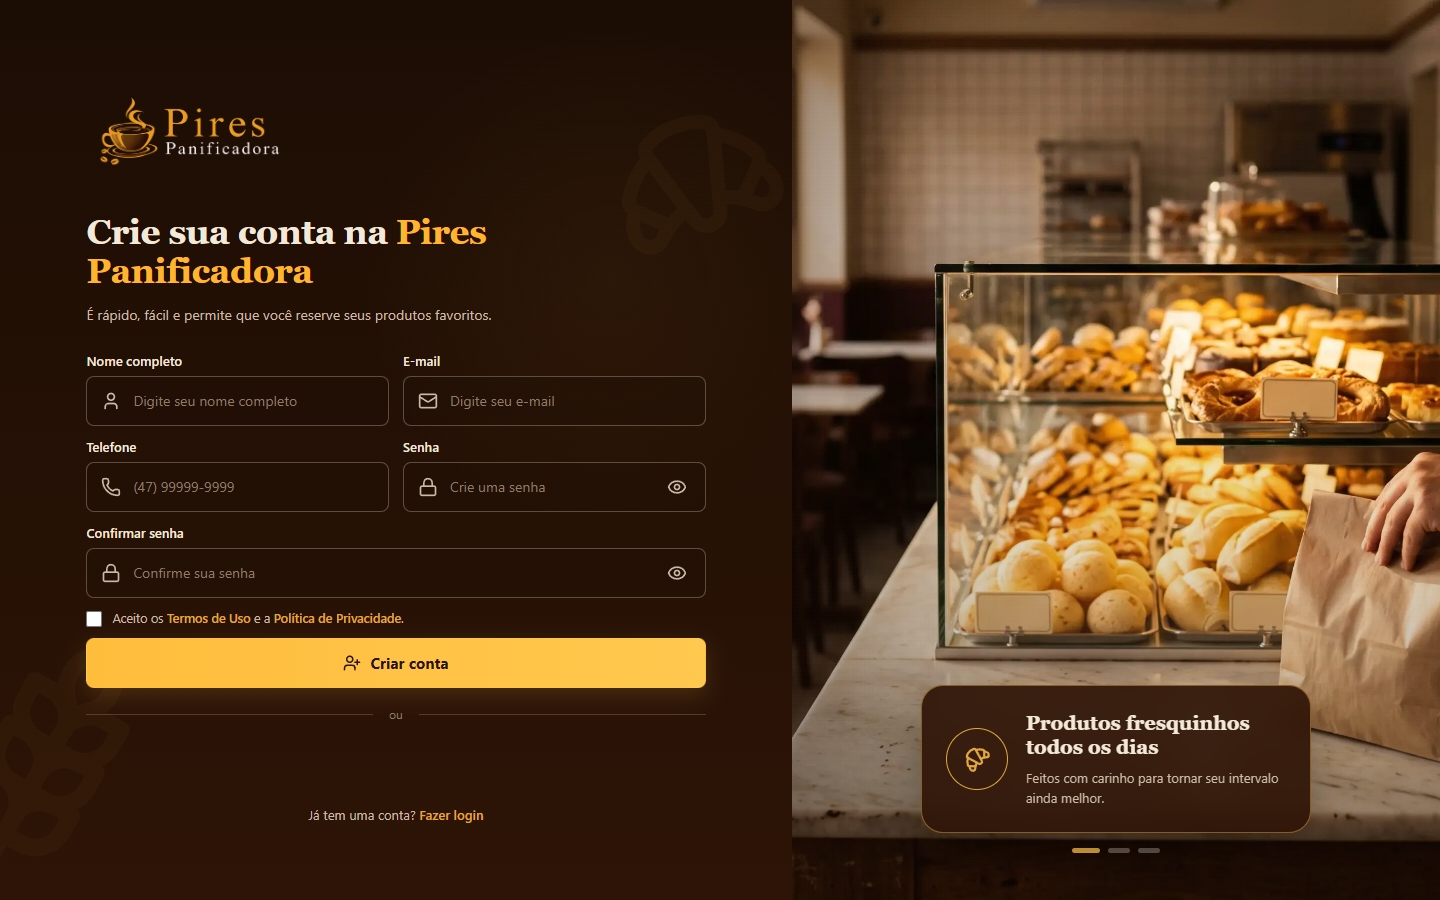 Pires
Panificadora
Crie sua conta na Pires
Panificadora
É rápido, fácil e permite que você reserve seus produtos favoritos.
Nome completo
E-mail
Digite seu nome completo
Digite seu e-mail
Telefone
Senha
(47) 99999-9999
Crie uma senha
Confirmar senha
Confirme sua senha
Aceito os Termos de Uso e a Política de Privacidade.
Criar conta
ou
Já tem uma conta? Fazer login
Produtos fresquinhos
todos os dias
Feitos com carinho para tornar seu intervalo
ainda melhor.